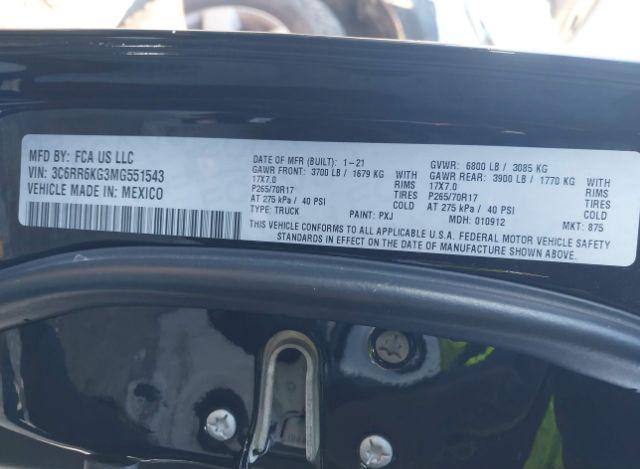 MFD BY: FCA US LLC
VIN: 3C6RR6KG3MG551543
VEHICLE MADE IN: MEXICO
DATE OF MFR (BUILT): 1-21
GAWR FRONT: 3700 LB / 1679 KG WITH
17X7.0 RIMS
P265/70R17 TIRES
AT 275 kPa / 40 PSI COLD
TYPE: TRUCK PAINT: PXJ
GVWR: 6800 LB / 3085 KG
GAWR REAR: 3900 LB / 1770 KG WITH
17X7.0 RIMS
P265/70R17 TIRES
AT 275 kPa / 40 PSI COLD
MDH: 010912 MKT: 875
THIS VEHICLE CONFORMS TO ALL APPLICABLE U.S.A. FEDERAL MOTOR VEHICLE SAFETY
STANDARDS IN EFFECT ON THE DATE OF MANUFACTURE SHOWN ABOVE.